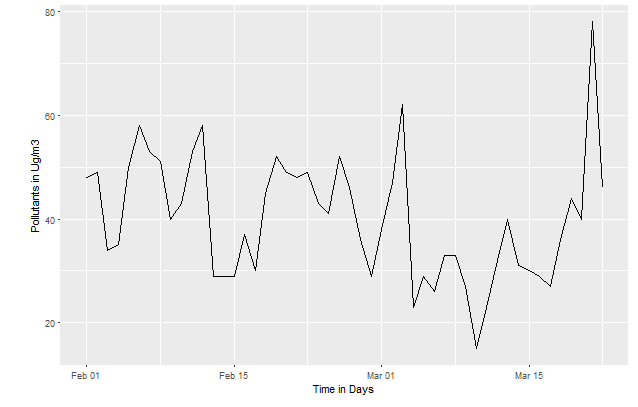 80
60
40
20
Pollutants in Ug/m3
Feb 01 Feb 15 Mar 01 Mar 15
Time in Days